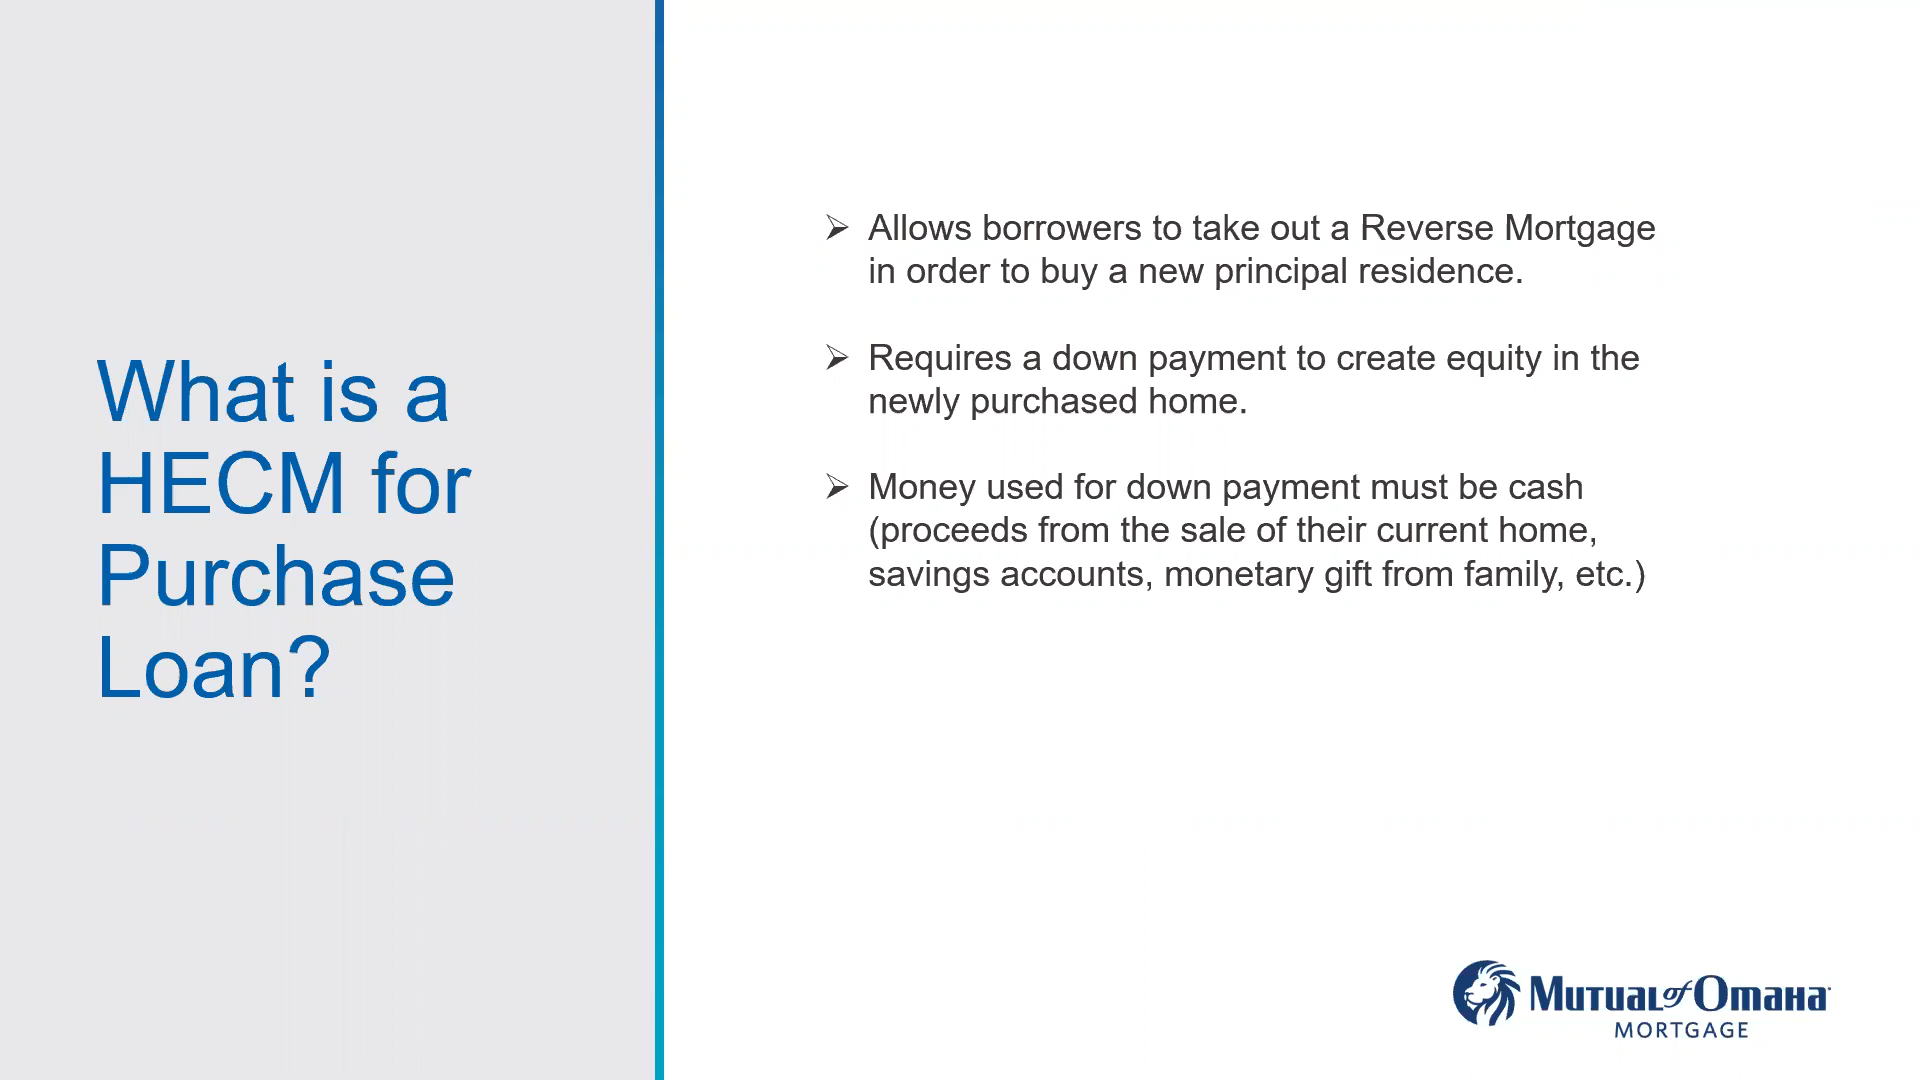 What is a
HECM for
Purchase
Loan?
➢ Allows borrowers to take out a Reverse Mortgage
in order to buy a new principal residence.
➢ Requires a down payment to create equity in the
newly purchased home.
➢ Money used for down payment must be cash
(proceeds from the sale of their current home,
savings accounts, monetary gift from family, etc.)
Mutual of Omaha
MORTGAGE